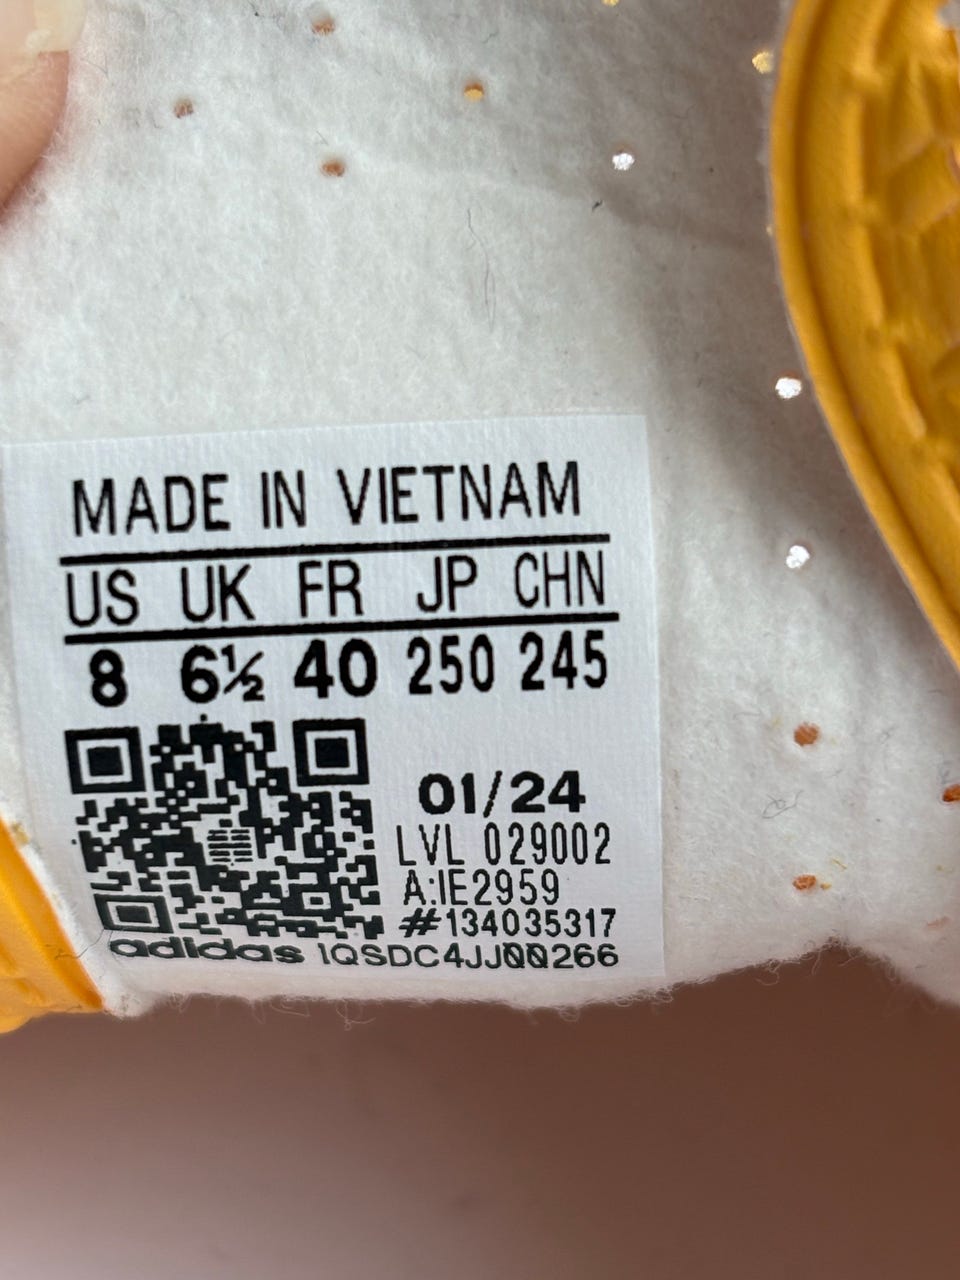 MADE IN VIETNAM
US UK FR JP CHN
8 6½ 40 250 245
01/24
LVL 029002
A:IE2959
#134035317
adidas 1QSDC4JJ00266